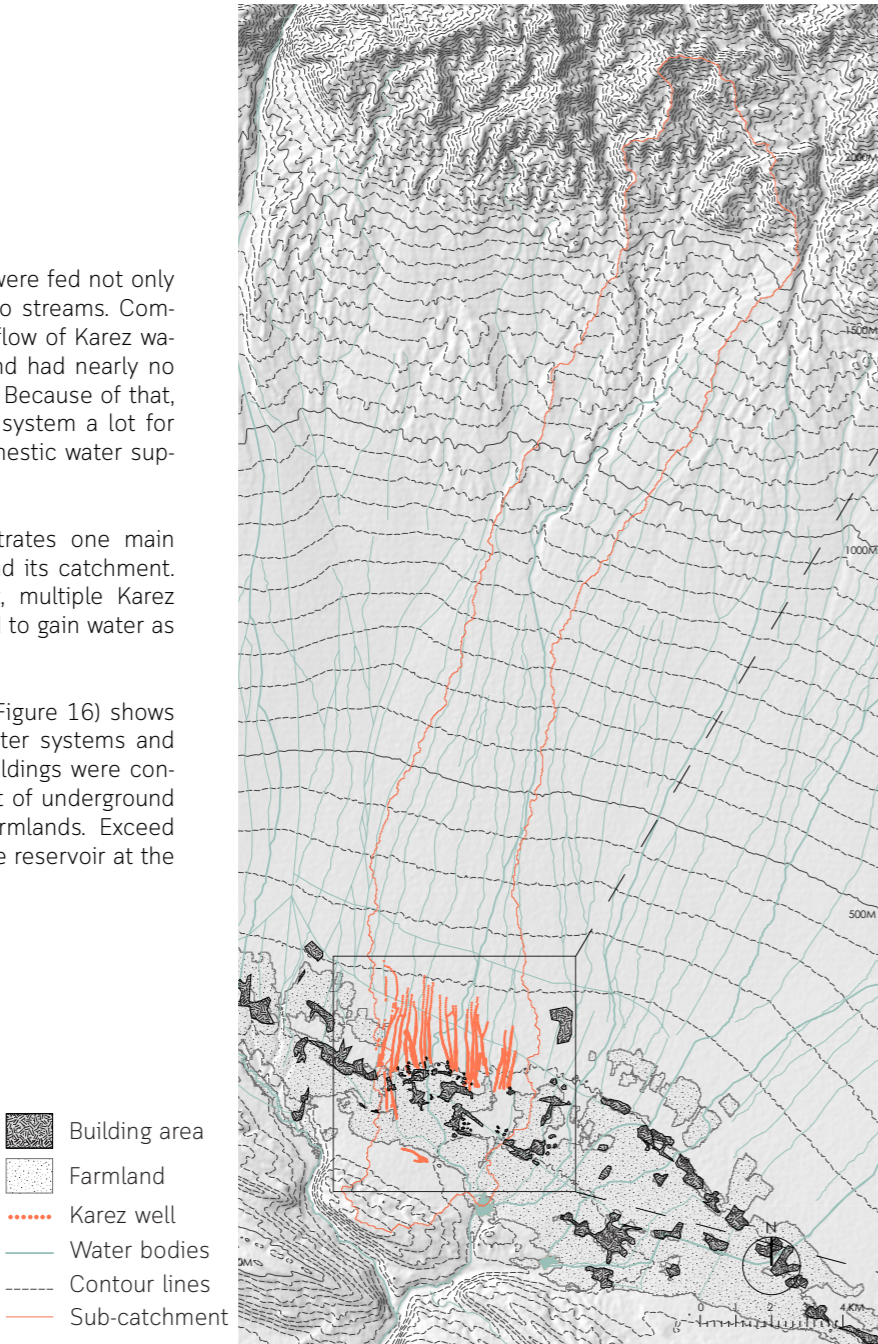 were fed not only
o streams. Com-
flow of Karez wa-
nd had nearly no
Because of that,
system a lot for
mestic water sup-
trates one main
nd its catchment.
, multiple Karez
d to gain water as
Figure 16) shows
ter systems and
ildings were con-
t of underground
rmlands. Exceed
e reservoir at the
Building area
Farmland
Karez well
Water bodies
Contour lines
Sub-catchment
2000M
1500M
1000M
500M
0M
N
0 2 4 KM